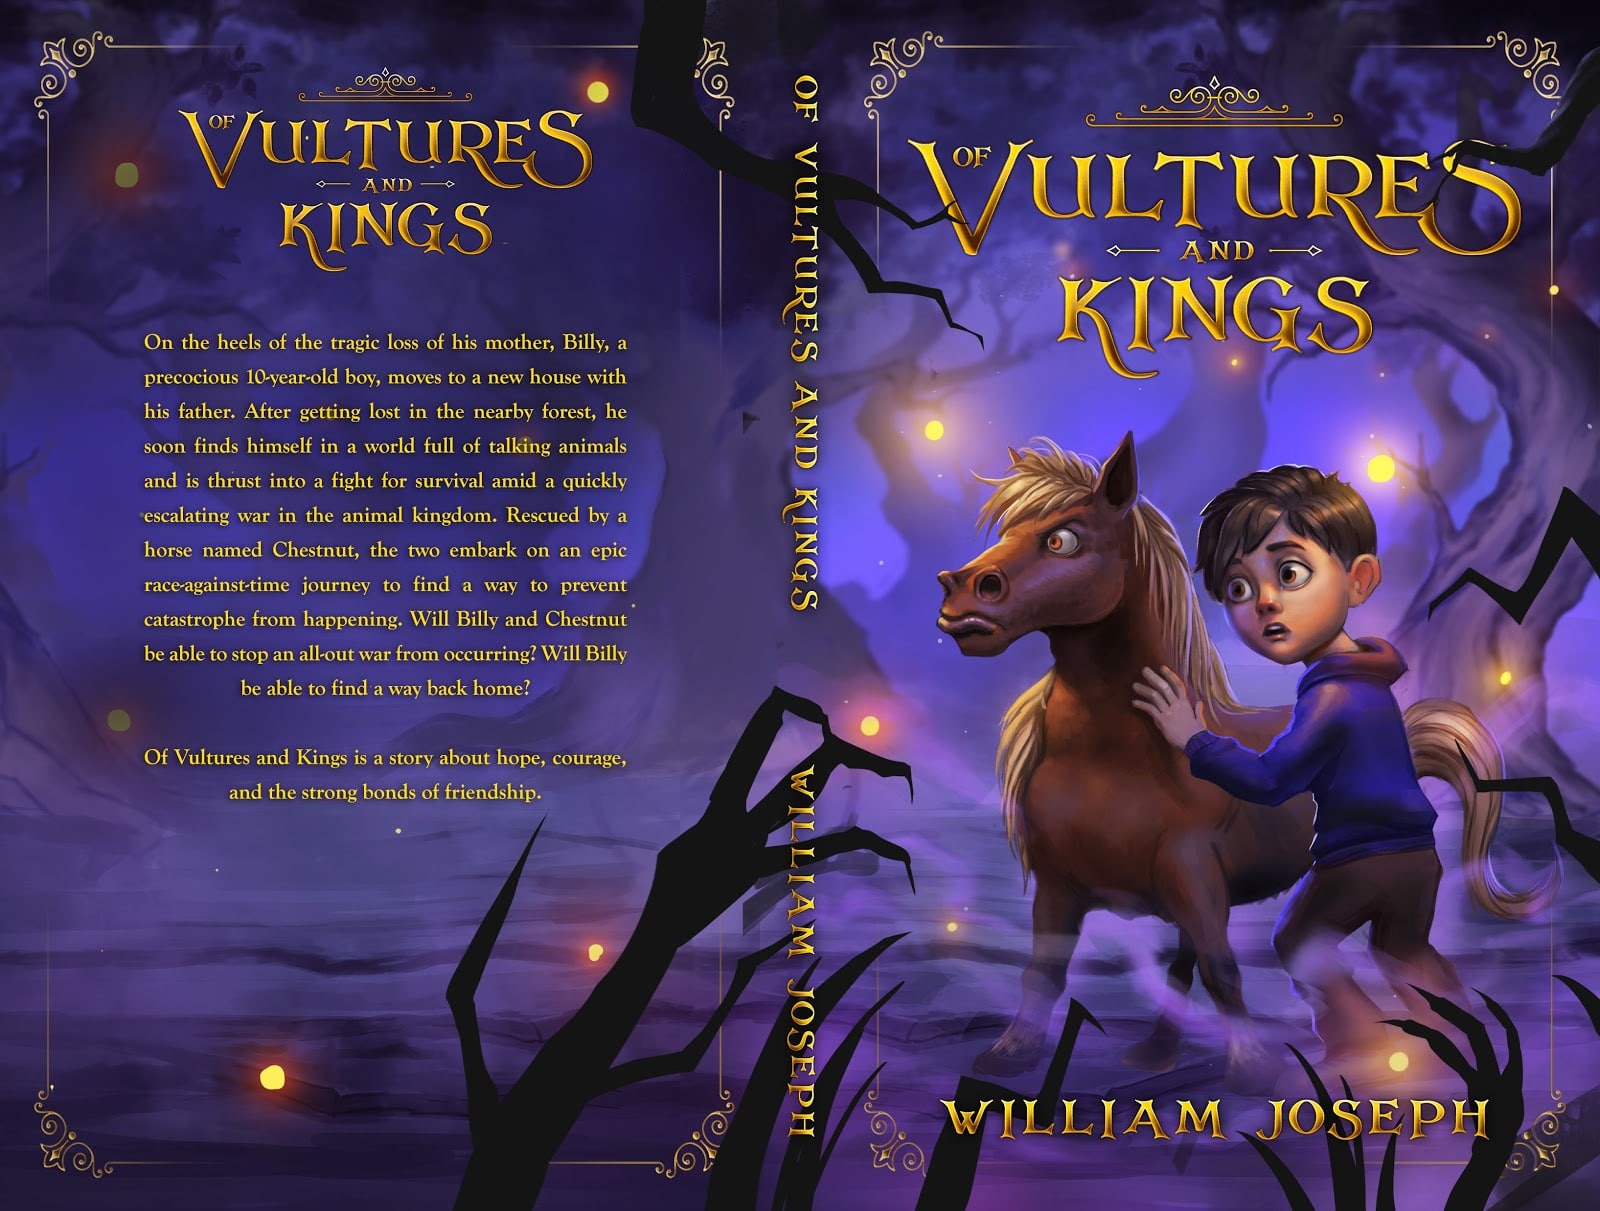 OF
VULTURES
AND
KINGS
On the heels of the tragic loss of his mother, Billy, a
precocious 10-year-old boy, moves to a new house with
his father. After getting lost in the nearby forest, he
soon finds himself in a world full of talking animals
and is thrust into a fight for survival amid a quickly
escalating war in the animal kingdom. Rescued by a
horse named Chestnut, the two embark on an epic
race-against-time journey to find a way to prevent
catastrophe from happening. Will Billy and Chestnut
be able to stop an all-out war from occurring? Will Billy
be able to find a way back home?
Of Vultures and Kings is a story about hope, courage,
and the strong bonds of friendship.
OF VULTURES AND KINGS
WILLIAM JOSEPH
OF
VULTURES
AND
KINGS
WILLIAM JOSEPH